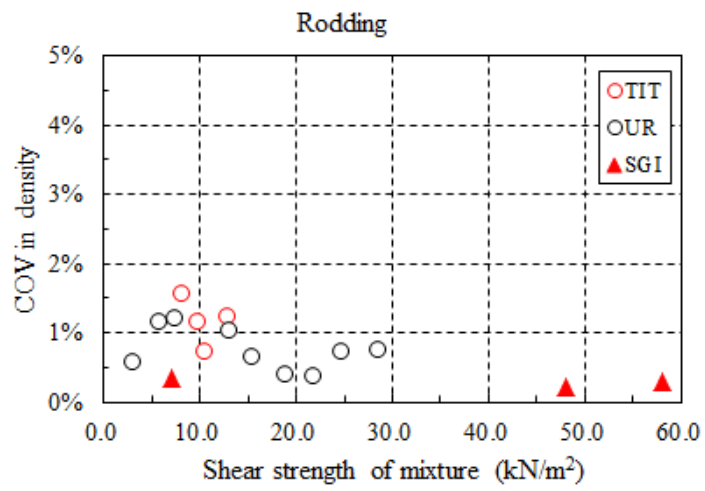 Rodding
5%
4%
3%
2%
1%
0%
COV in density
TIT
UR
SGI
0.0 10.0 20.0 30.0 40.0 50.0 60.0
Shear strength of mixture (kN/m²)